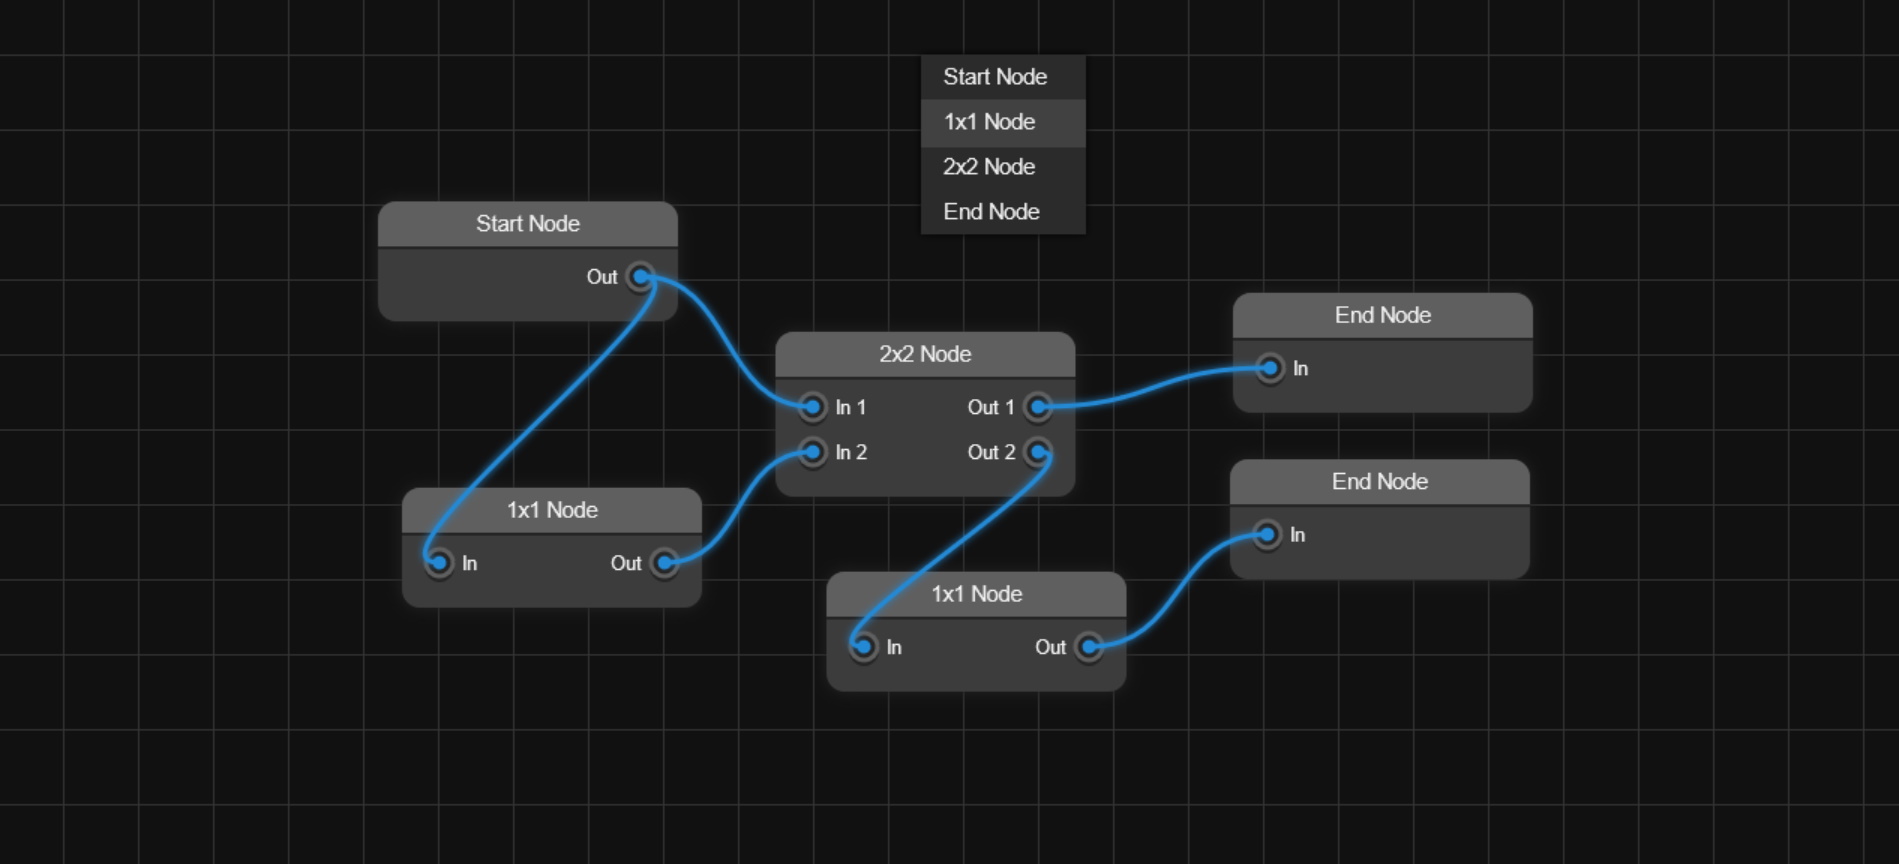 Start Node
1x1 Node
2x2 Node
End Node
Start Node
Out
2x2 Node
In 1 Out 1
In 2 Out 2
End Node
In
End Node
In
1x1 Node
In Out
1x1 Node
In Out